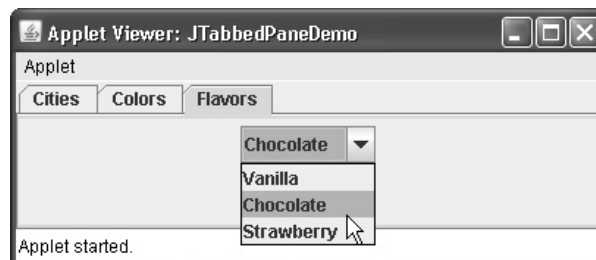 Applet Viewer: JTabbedPaneDemo
Applet
Cities Colors Flavors
Chocolate
Vanilla
Chocolate
Strawberry
Applet started.